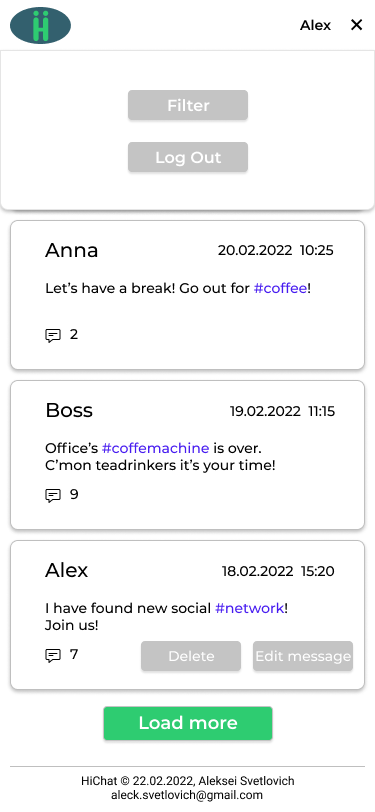 Hi
Alex ✕
Filter
Log Out
Anna 20.02.2022 10:25
Let's have a break! Go out for #coffee!
2
Boss 19.02.2022 11:15
Office's #coffemachine is over.
C'mon teadrinkers it's your time!
9
Alex 18.02.2022 15:20
I have found new social #network!
Join us!
7 Delete Edit message
Load more
HiChat © 22.02.2022, Aleksei Svetlovich
aleck.svetlovich@gmail.com